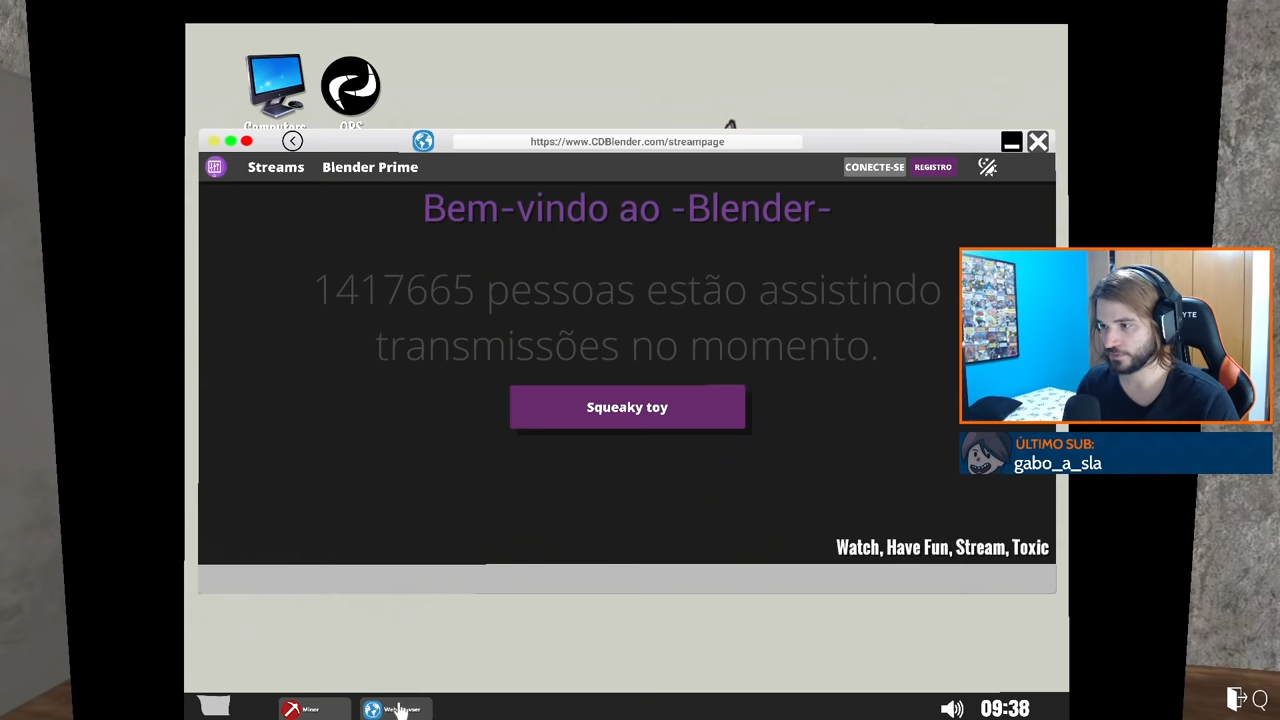 https://www.CDBlender.com/streampage
Streams
Blender Prime
CONECTE-SE
REGISTRO
Bem-vindo ao -Blender-
1417665 pessoas estão assistindo
transmissões no momento.
Squeaky toy
Watch, Have Fun, Stream, Toxic
ÚLTIMO SUB:
gabo_a_sla
Miner
09:38
Q